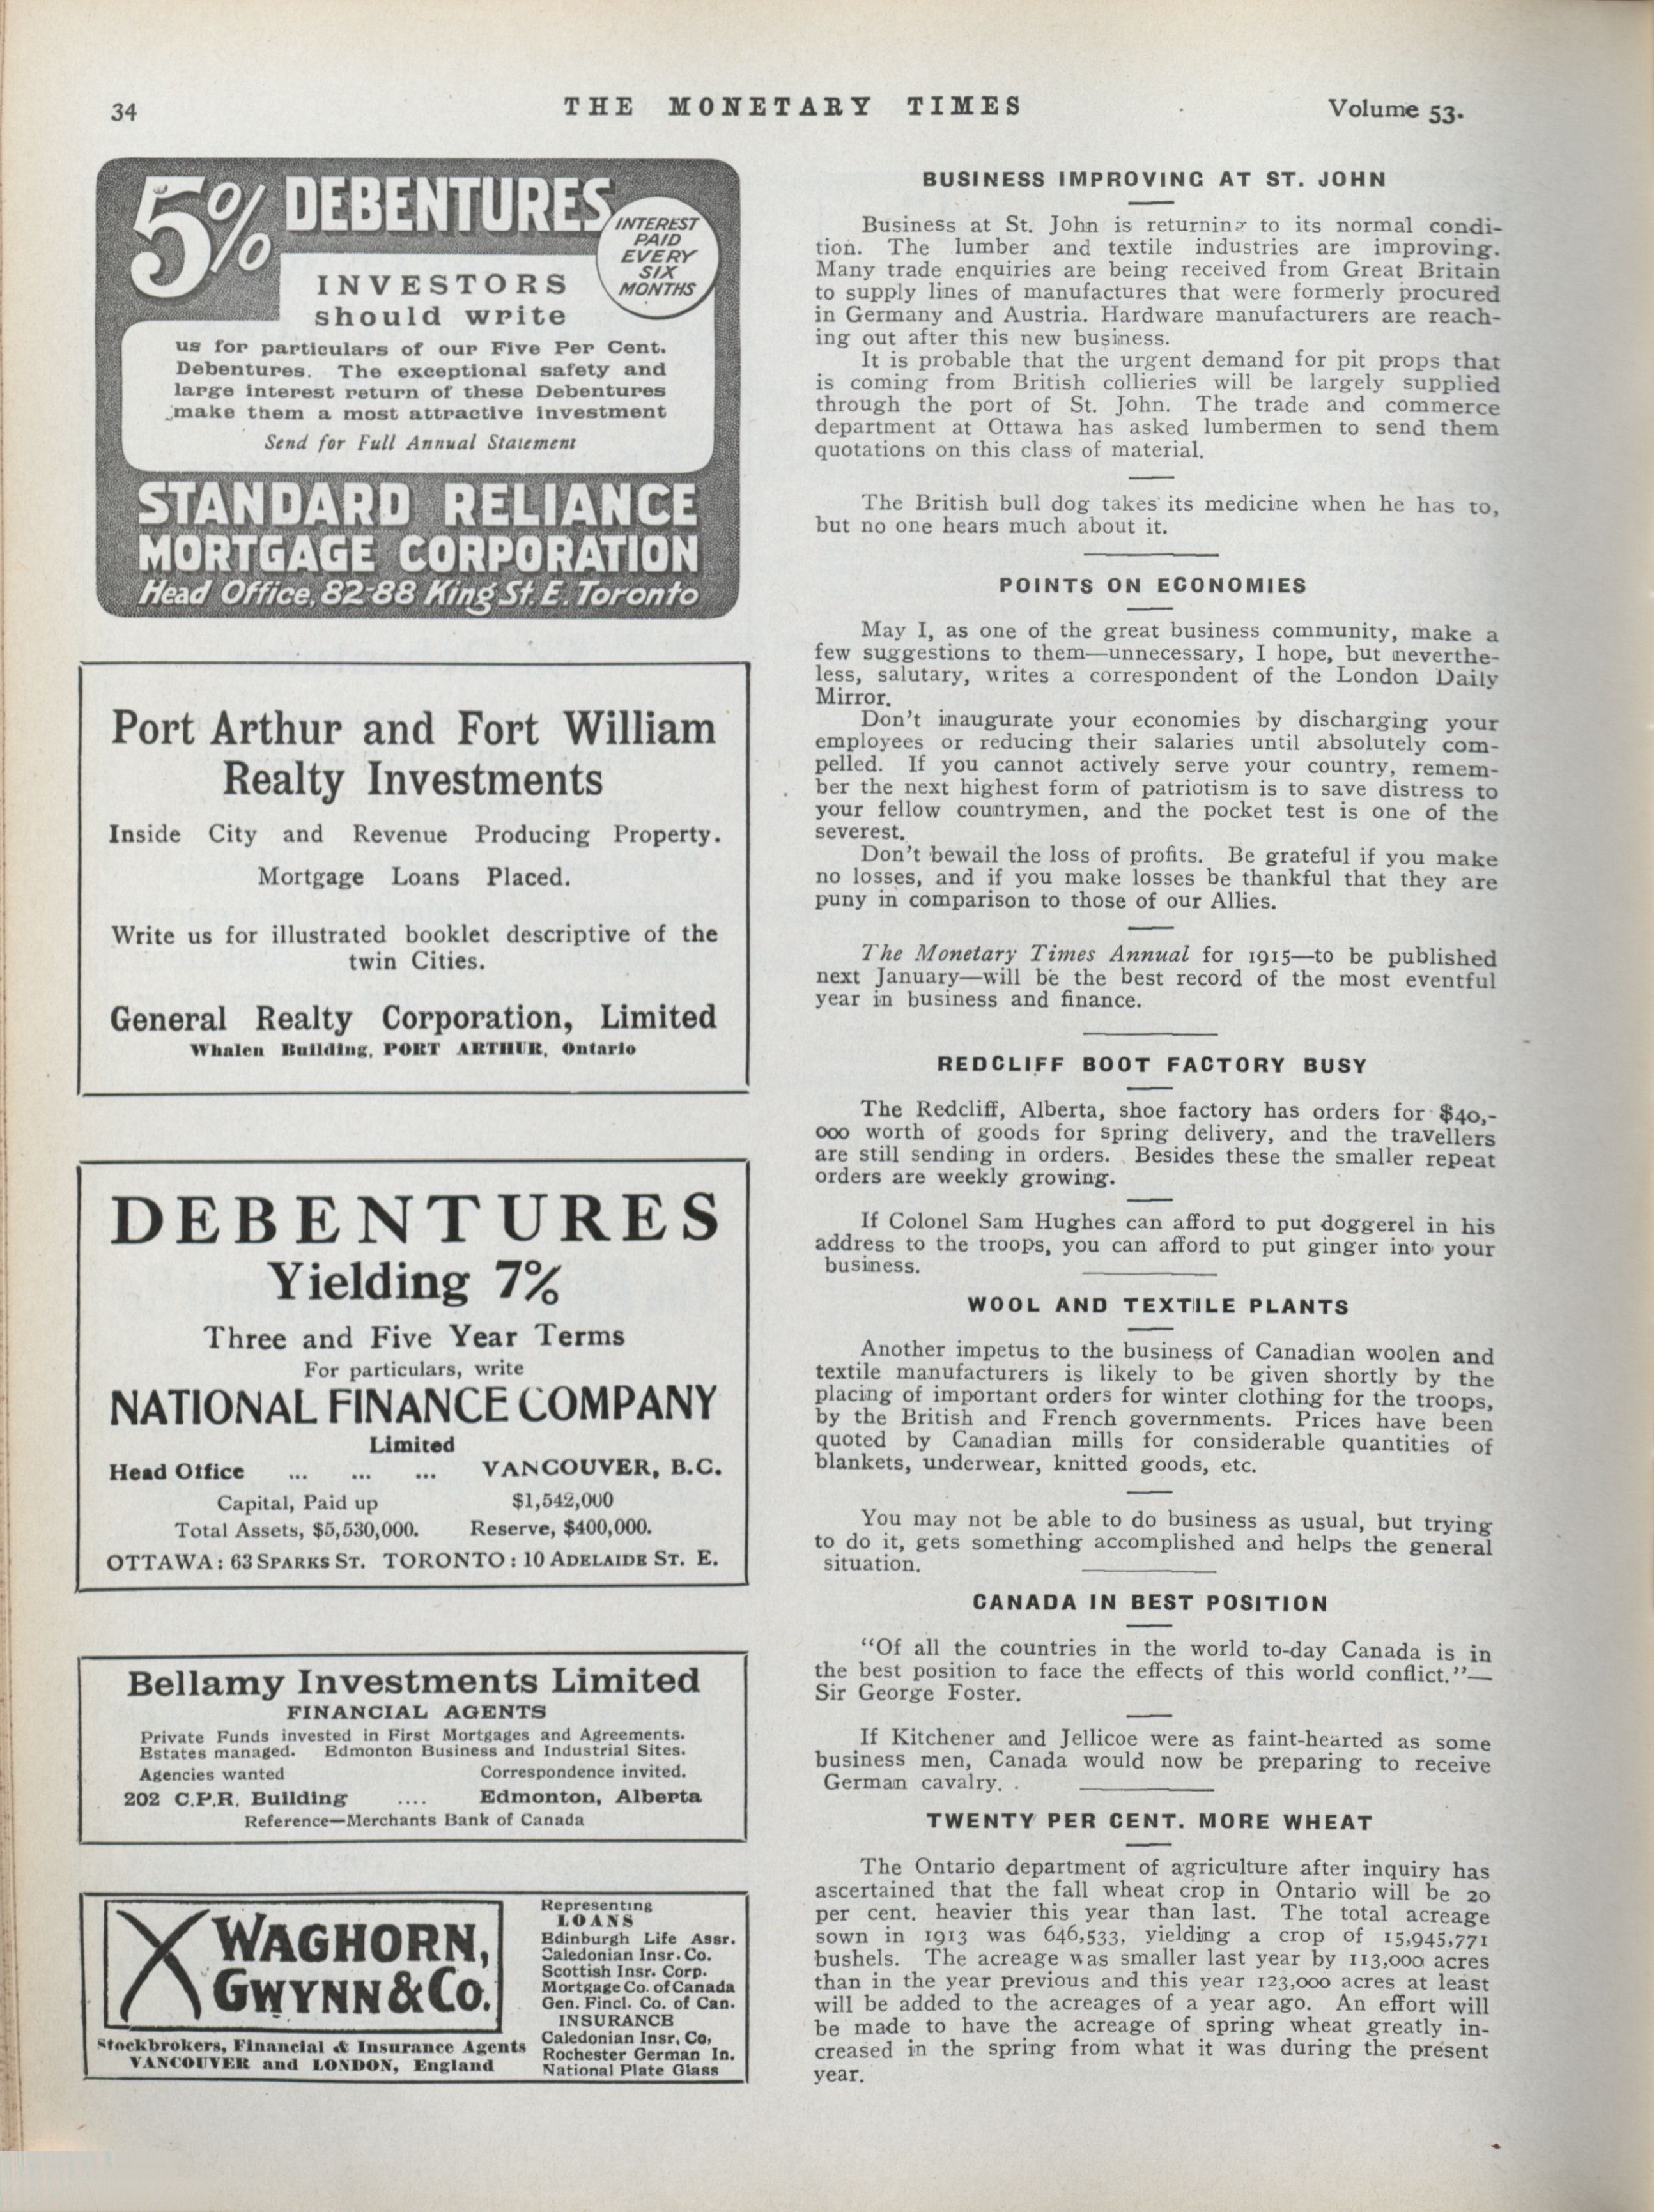 34
THE MONETARY TIMES
Volume 53.
5% DEBENTURES
INTEREST
PAID
EVERY
SIX
MONTHS
INVESTORS
should write
us for particulars of our Five Per Cent.
Debentures. The exceptional safety and
large interest return of these Debentures
make them a most attractive investment
Send for Full Annual Statement
STANDARD RELIANCE
MORTGAGE CORPORATION
Head Office, 82-88 King St. E. Toronto
Port Arthur and Fort William
Realty Investments
Inside City and Revenue Producing Property.
Mortgage Loans Placed.
Write us for illustrated booklet descriptive of the
twin Cities.
General Realty Corporation, Limited
Whalen Building, PORT ARTHUR, Ontario
DEBENTURES
Yielding 7%
Three and Five Year Terms
For particulars, write
NATIONAL FINANCE COMPANY
Limited
Head Office ... ... ... VANCOUVER, B.C.
Capital, Paid up $1,542,000
Total Assets, $5,530,000. Reserve, $400,000.
OTTAWA: 63 SPARKS ST. TORONTO: 10 ADELAIDE ST. E.
Bellamy Investments Limited
FINANCIAL AGENTS
Private Funds invested in First Mortgages and Agreements.
Estates managed. Edmonton Business and Industrial Sites.
Agencies wanted Correspondence invited.
202 C.P.R. Building .... Edmonton, Alberta
Reference—Merchants Bank of Canada
WAGHORN,
GWYNN & CO.
Stockbrokers, Financial & Insurance Agents
VANCOUVER and LONDON, England
Representing
LOANS
Edinburgh Life Assr.
Caledonian Insr. Co.
Scottish Insr. Corp.
Mortgage Co. of Canada
Gen. Fincl. Co. of Can.
INSURANCE
Caledonian Insr, Co,
Rochester German In.
National Plate Glass
BUSINESS IMPROVING AT ST. JOHN
Business at St. John is returning to its normal condi-
tion. The lumber and textile industries are improving.
Many trade enquiries are being received from Great Britain
to supply lines of manufactures that were formerly procured
in Germany and Austria. Hardware manufacturers are reach-
ing out after this new business.
It is probable that the urgent demand for pit props that
is coming from British collieries will be largely supplied
through the port of St. John. The trade and commerce
department at Ottawa has asked lumbermen to send them
quotations on this class of material.
The British bull dog takes its medicine when he has to,
but no one hears much about it.
POINTS ON ECONOMIES
May I, as one of the great business community, make a
few suggestions to them—unnecessary, I hope, but neverthe-
less, salutary, writes a correspondent of the London Daily
Mirror.
Don't inaugurate your economies by discharging your
employees or reducing their salaries until absolutely com-
pelled. If you cannot actively serve your country, remem-
ber the next highest form of patriotism is to save distress to
your fellow countrymen, and the pocket test is one of the
severest.
Don't bewail the loss of profits. Be grateful if you make
no losses, and if you make losses be thankful that they are
puny in comparison to those of our Allies.
The Monetary Times Annual for 1915—to be published
next January—will be the best record of the most eventful
year in business and finance.
REDCLIFF BOOT FACTORY BUSY
The Redcliff, Alberta, shoe factory has orders for $40,-
000 worth of goods for spring delivery, and the travellers
are still sending in orders. Besides these the smaller repeat
orders are weekly growing.
If Colonel Sam Hughes can afford to put doggerel in his
address to the troops, you can afford to put ginger into your
business.
WOOL AND TEXTILE PLANTS
Another impetus to the business of Canadian woolen and
textile manufacturers is likely to be given shortly by the
placing of important orders for winter clothing for the troops,
by the British and French governments. Prices have been
quoted by Canadian mills for considerable quantities of
blankets, underwear, knitted goods, etc.
You may not be able to do business as usual, but trying
to do it, gets something accomplished and helps the general
situation.
CANADA IN BEST POSITION
"Of all the countries in the world to-day Canada is in
the best position to face the effects of this world conflict."—
Sir George Foster.
If Kitchener and Jellicoe were as faint-hearted as some
business men, Canada would now be preparing to receive
German cavalry.
TWENTY PER CENT. MORE WHEAT
The Ontario department of agriculture after inquiry has
ascertained that the fall wheat crop in Ontario will be 20
per cent. heavier this year than last. The total acreage
sown in 1913 was 646,533, yielding a crop of 15,945,771
bushels. The acreage was smaller last year by 113,000 acres
than in the year previous and this year 123,000 acres at least
will be added to the acreages of a year ago. An effort will
be made to have the acreage of spring wheat greatly in-
creased in the spring from what it was during the present
year.